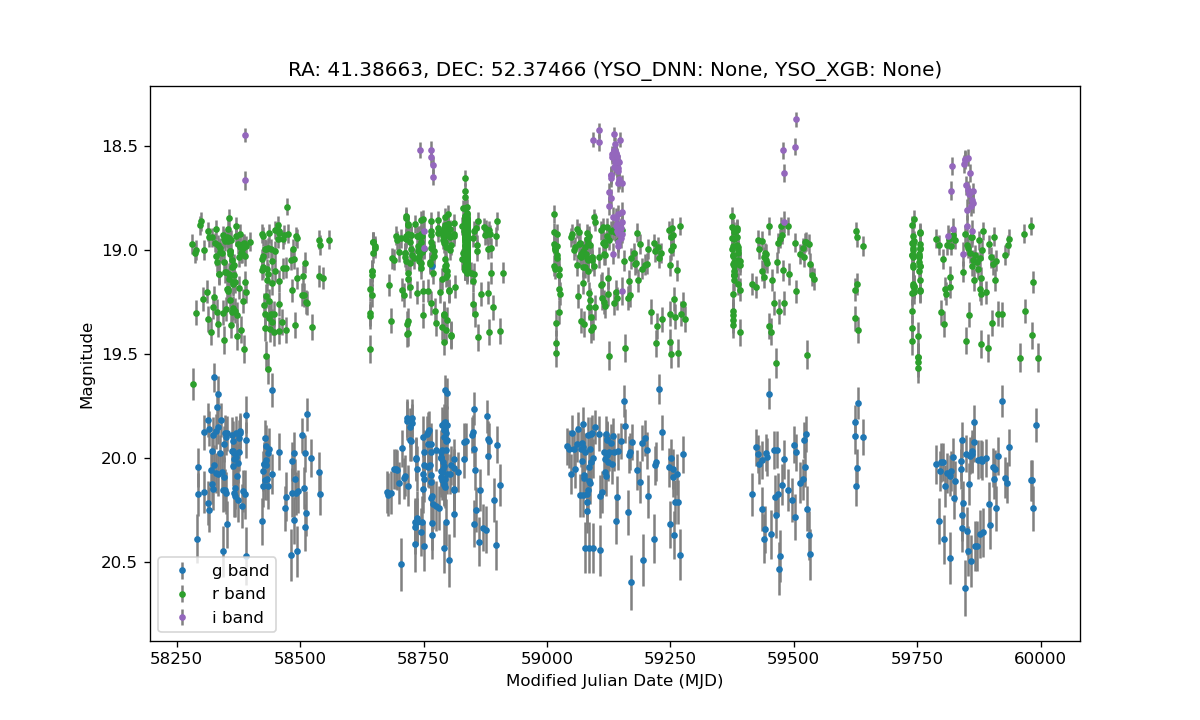 RA: 41.38663, DEC: 52.37466 (YSO_DNN: None, YSO_XGB: None)
18.5
19.0
19.5
20.0
20.5
Magnitude
g band
r band
i band
58250 58500 58750 59000 59250 59500 59750 60000
Modified Julian Date (MJD)